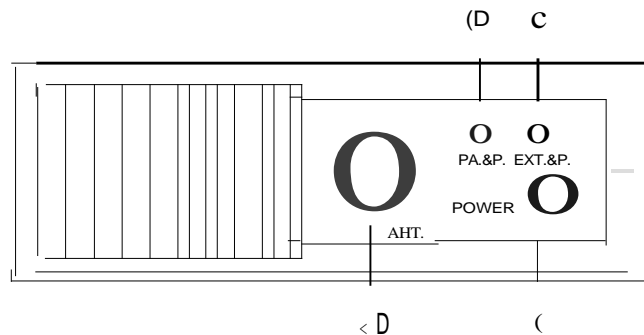 (D C
O O
PA.&P. EXT.&P.
O O
POWER
AHT.
< D (